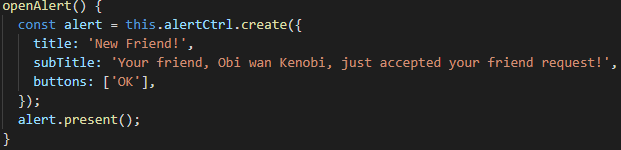 openAlert() {
const alert = this.alertCtrl.create({
title: 'New Friend!',
subTitle: 'Your friend, Obi wan Kenobi, just accepted your friend request!',
buttons: ['OK'],
});
alert.present();
}